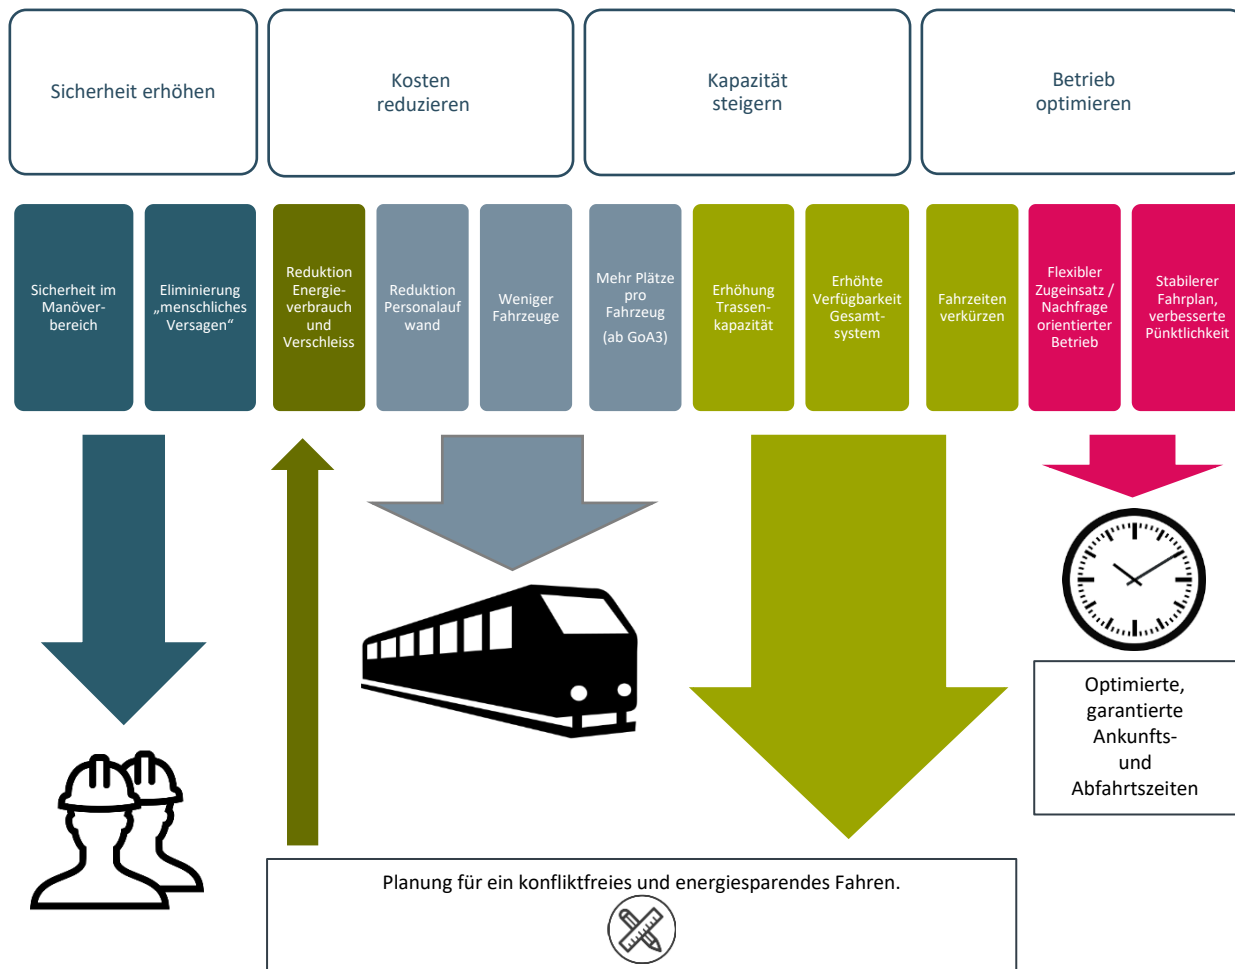 Sicherheit erhöhen
Kosten
reduzieren
Kapazität
steigern
Betrieb
optimieren
Sicherheit im
Manöver-
bereich
Eliminierung
„menschliches
Versagen“
Reduktion
Energie-
verbrauch
und
Verschleiss
Reduktion
Personalauf
wand
Weniger
Fahrzeuge
Mehr Plätze
pro
Fahrzeug
(ab GoA3)
Erhöhung
Trassen-
kapazität
Erhöhte
Verfügbarkeit
Gesamt-
system
Fahrzeiten
verkürzen
Flexibler
Zugeinsatz /
Nachfrage
orientierter
Betrieb
Stabilerer
Fahrplan,
verbesserte
Pünktlichkeit
Optimierte,
garantierte
Ankunfts-
und
Abfahrtszeiten
Planung für ein konfliktfreies und energiesparendes Fahren.